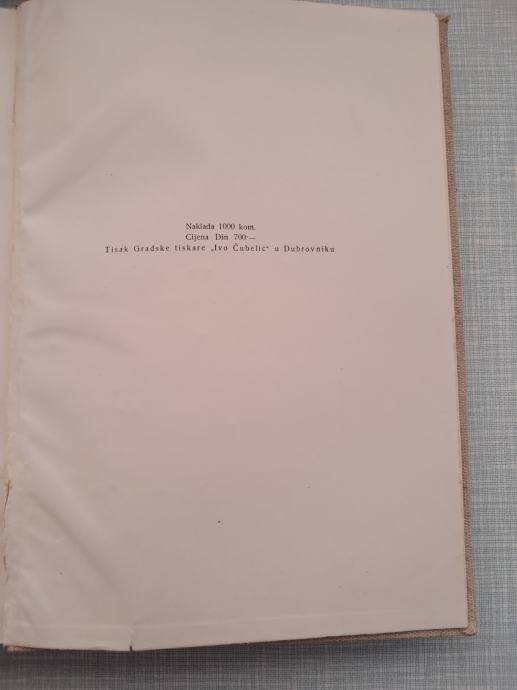 Naklada 1000 kom.
Cijena Din 700·—
Tisak Gradske tiskare „Ivo Čubelić“ u Dubrovniku